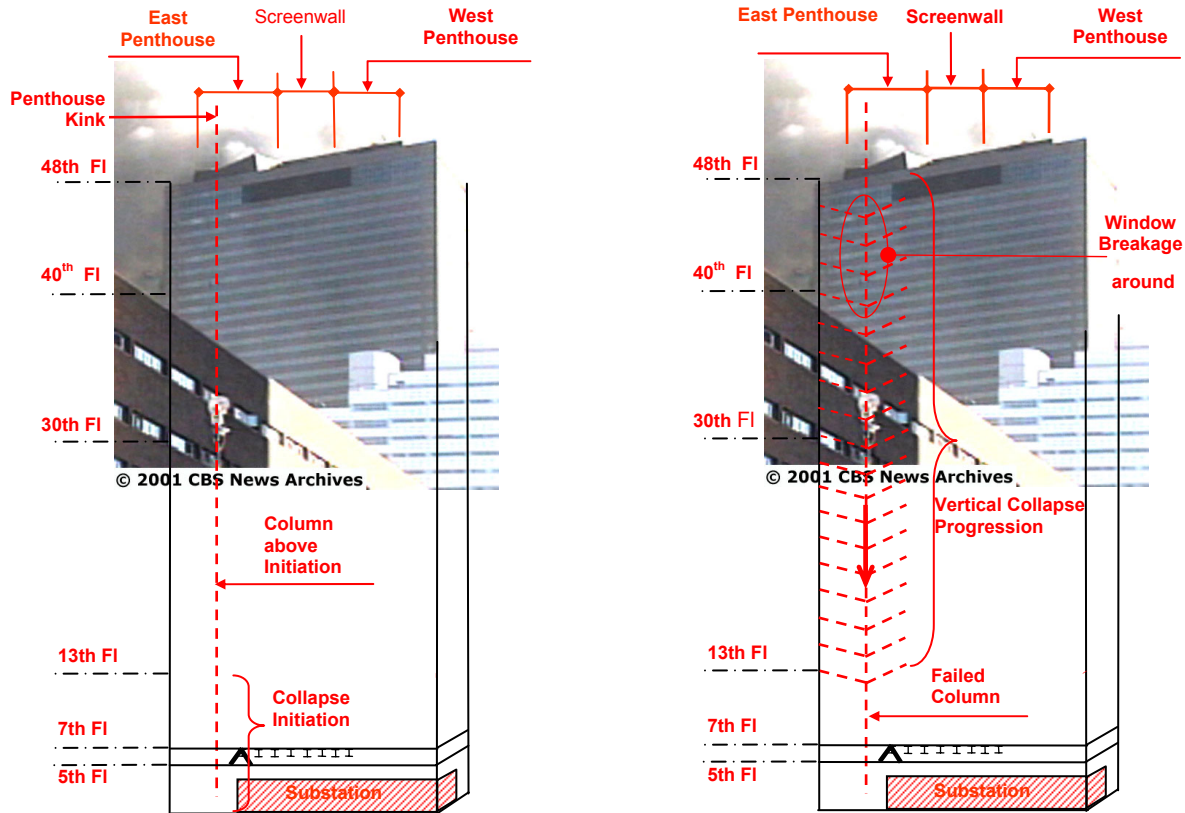 East
Penthouse
Screenwall
West
Penthouse
Penthouse
Kink
48th Fl
40th Fl
30th Fl
© 2001 CBS News Archives
Column
above
Initiation
13th Fl
Collapse
Initiation
7th Fl
5th Fl
Substation
East Penthouse
Screenwall
West
Penthouse
48th Fl
Window
Breakage
around
40th Fl
30th Fl
© 2001 CBS News Archives
Vertical Collapse
Progression
13th Fl
Failed
Column
7th Fl
5th Fl
Substation